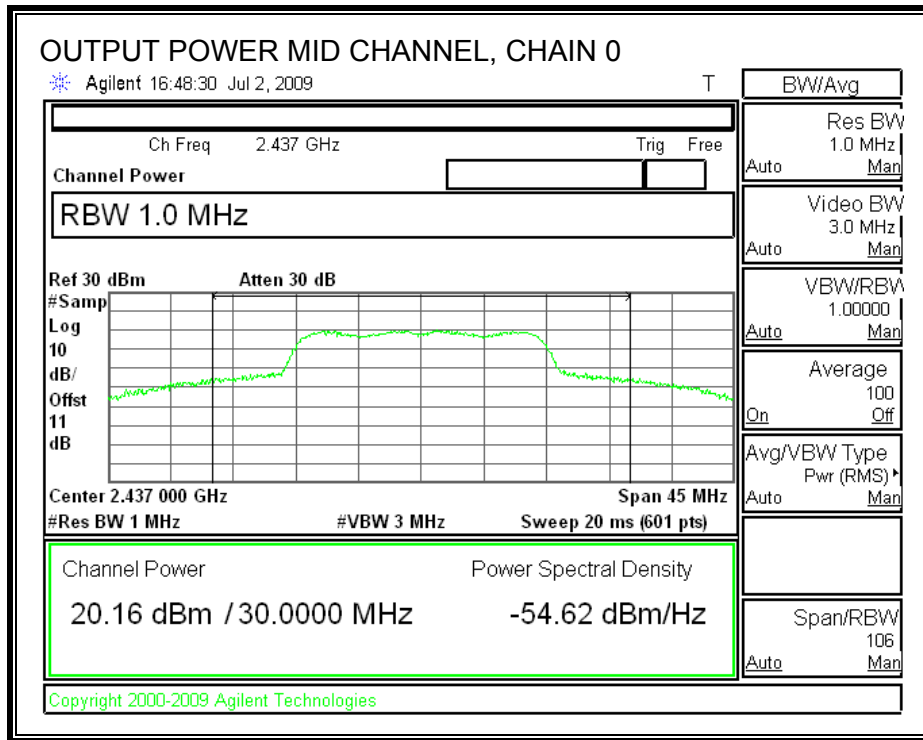 OUTPUT POWER MID CHANNEL, CHAIN 0
Agilent 16:48:30 Jul 2, 2009 T
Ch Freq 2.437 GHz Trig Free
Channel Power
RBW 1.0 MHz
Ref 30 dBm Atten 30 dB
#Samp
Log
10
dB/
Offst
11
dB
Center 2.437 000 GHz Span 45 MHz
#Res BW 1 MHz #VBW 3 MHz Sweep 20 ms (601 pts)
Channel Power Power Spectral Density
20.16 dBm / 30.0000 MHz -54.62 dBm/Hz
Copyright 2000-2009 Agilent Technologies
BW/Avg
Res BW
1.0 MHz
Auto Man
Video BW
3.0 MHz
Auto Man
VBW/RBW
1.00000
Auto Man
Average
100
On Off
Avg/VBW Type
Pwr (RMS)
Auto Man
Span/RBW
106
Auto Man